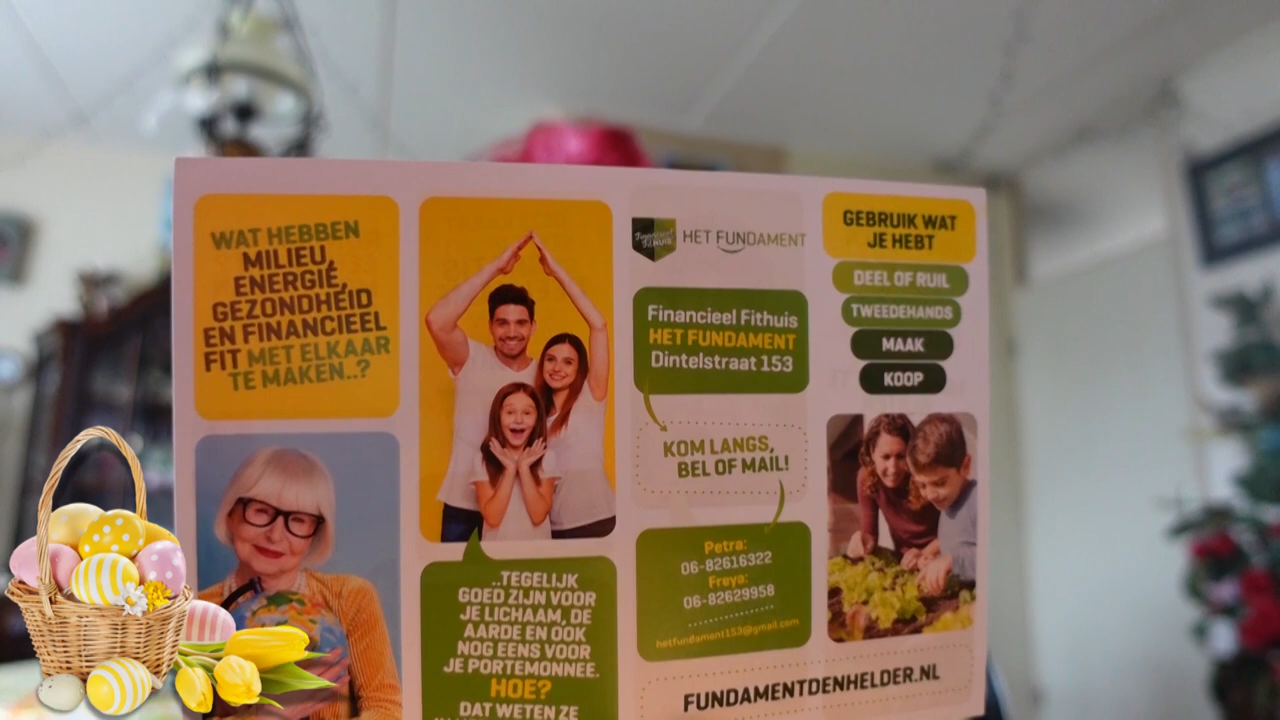 WAT HEBBEN
MILIEU,
ENERGIE,
GEZONDHEID
EN FINANCIEEL
FIT MET ELKAAR
TE MAKEN..?
..TEGELIJK
GOED ZIJN VOOR
JE LICHAAM, DE
AARDE EN OOK
NOG EENS VOOR
JE PORTEMONNEE.
HOE?
DAT WETEN ZE
Financieel
FitHUIS
HET FUNDAMENT
Financieel Fithuis
HET FUNDAMENT
Dintelstraat 153
KOM LANGS,
BEL OF MAIL!
Petra:
06-82616322
Freya:
06-82629958
hetfundament153@gmail.com
GEBRUIK WAT
JE HEBT
DEEL OF RUIL
TWEEDEHANDS
MAAK
KOOP
FUNDAMENTDENHELDER.NL